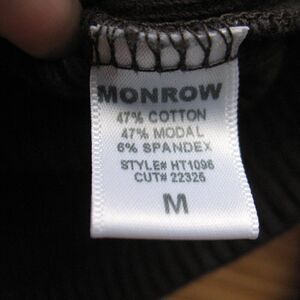 MONROW
47% COTTON
47% MODAL
6% SPANDEX
STYLE# HT1096
CUT# 22325
M